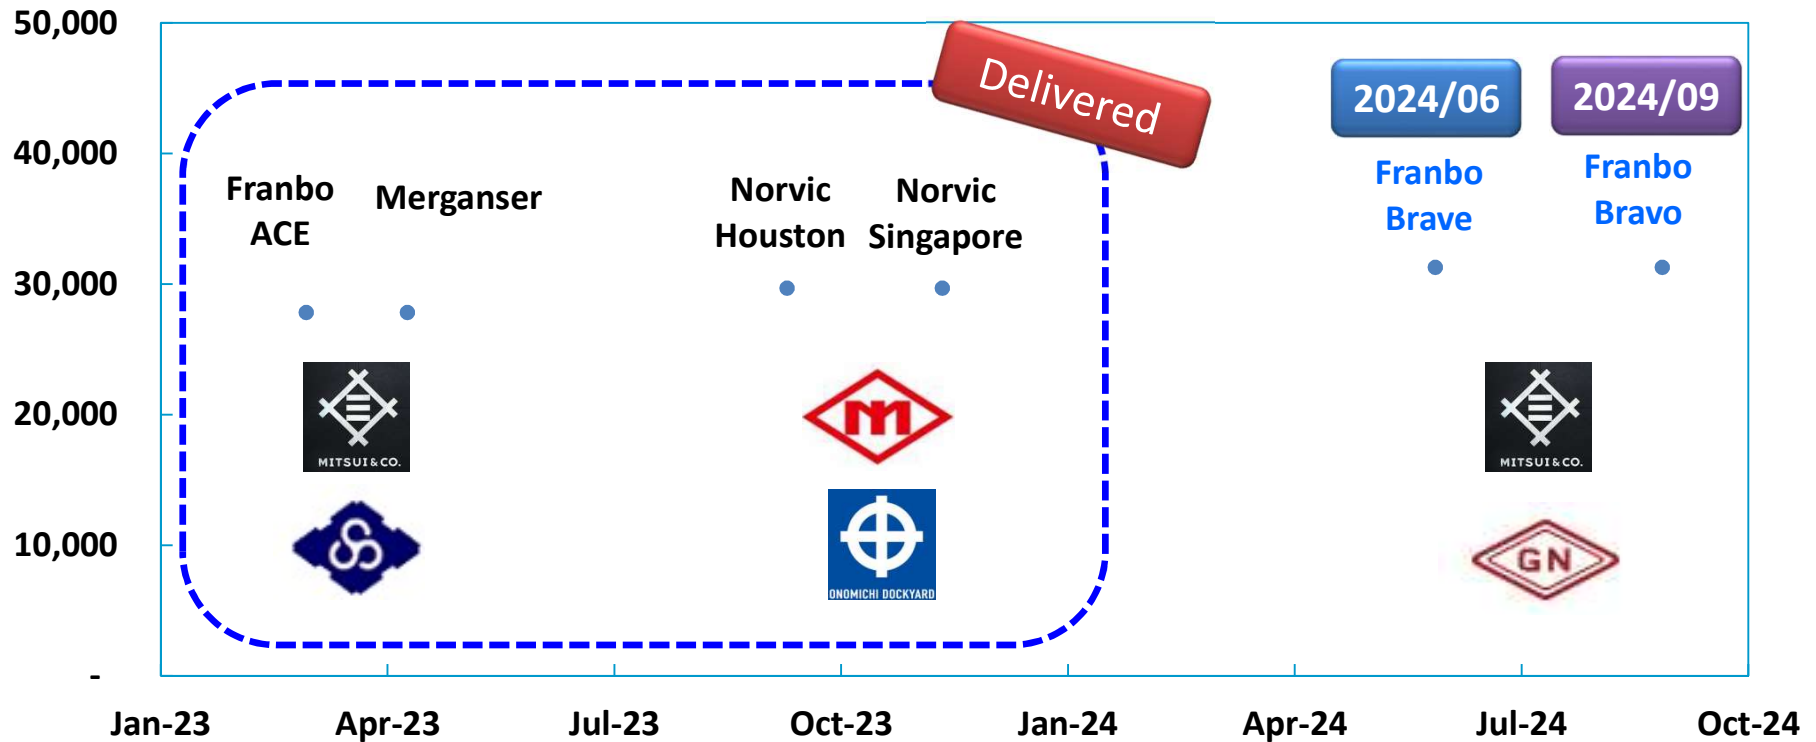 50,000
40,000
30,000
20,000
10,000
-
Delivered
2024/06
2024/09
Franbo
ACE
Merganser
Norvic
Houston
Norvic
Singapore
Franbo
Brave
Franbo
Bravo
MITSUI & CO.
ONOMICHI DOCKYARD
MITSUI & CO.
GN
Jan-23
Apr-23
Jul-23
Oct-23
Jan-24
Apr-24
Jul-24
Oct-24